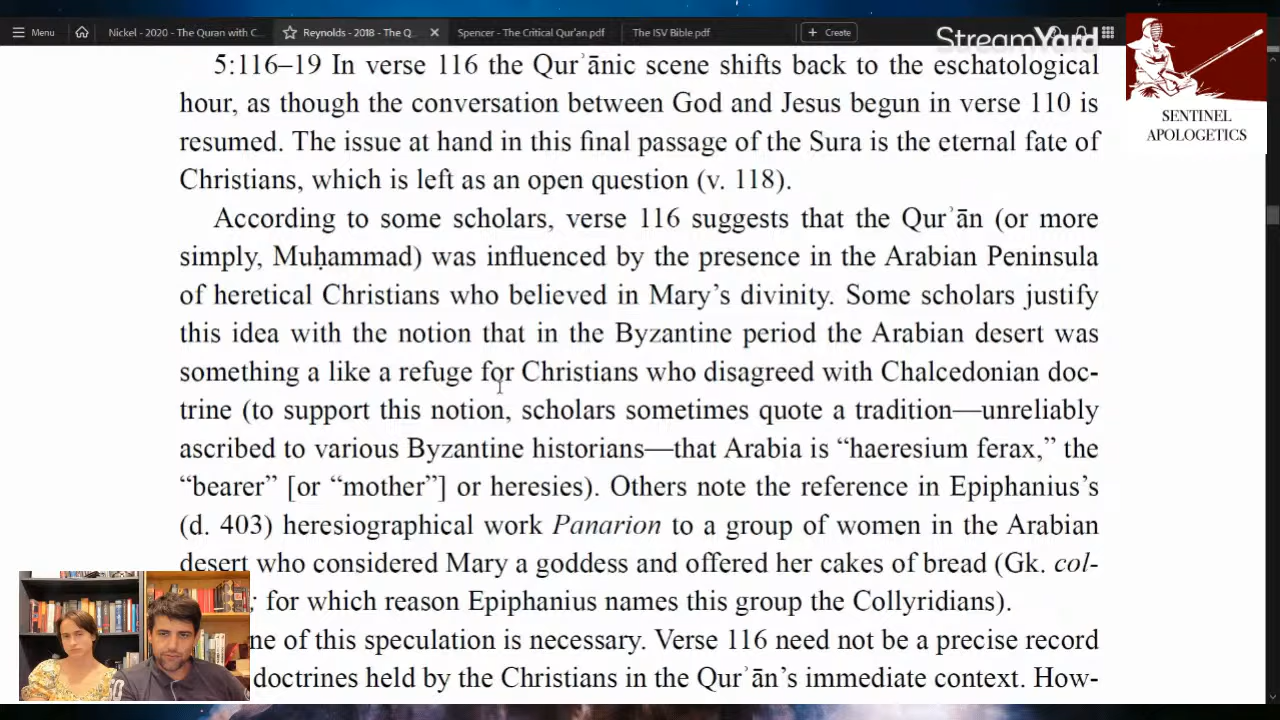 Menu
Nickel - 2020 - The Quran with C...
Reynolds - 2018 - The Q...
Spencer - The Critical Qur'an.pdf
The ISV Bible.pdf
Create
StreamYard
SENTINEL
APOLOGETICS
5:116–19 In verse 116 the Qurʾānic scene shifts back to the eschatological
hour, as though the conversation between God and Jesus begun in verse 110 is
resumed. The issue at hand in this final passage of the Sura is the eternal fate of
Christians, which is left as an open question (v. 118).
According to some scholars, verse 116 suggests that the Qurʾān (or more
simply, Muḥammad) was influenced by the presence in the Arabian Peninsula
of heretical Christians who believed in Mary’s divinity. Some scholars justify
this idea with the notion that in the Byzantine period the Arabian desert was
something a like a refuge for Christians who disagreed with Chalcedonian doc-
trine (to support this notion, scholars sometimes quote a tradition—unreliably
ascribed to various Byzantine historians—that Arabia is “haeresium ferax,” the
“bearer” [or “mother”] or heresies). Others note the reference in Epiphanius’s
(d. 403) heresiographical work Panarion to a group of women in the Arabian
desert who considered Mary a goddess and offered her cakes of bread (Gk. col-
; for which reason Epiphanius names this group the Collyridians).
ne of this speculation is necessary. Verse 116 need not be a precise record
doctrines held by the Christians in the Qurʾān’s immediate context. How-